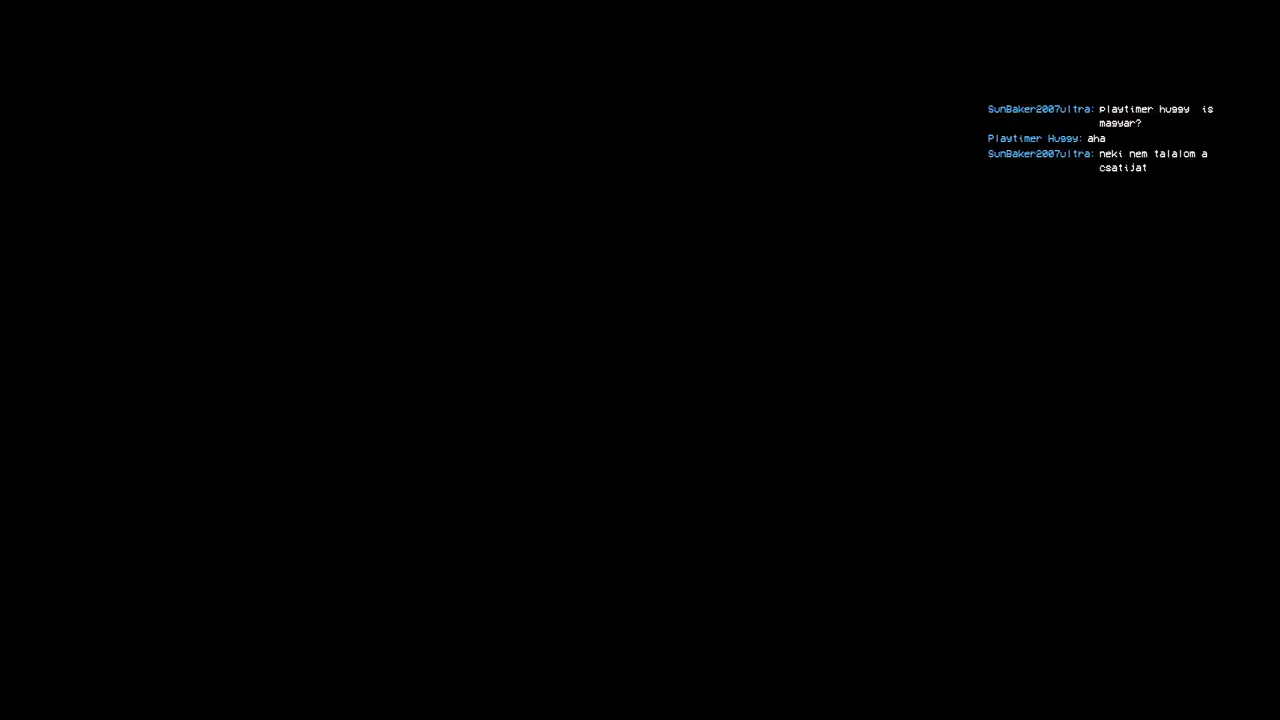 SunBaker2007ultra: playtimer huggy  is
magyar?
Playtimer Huggy: aha
SunBaker2007ultra: neki nem talalom a
csatijat